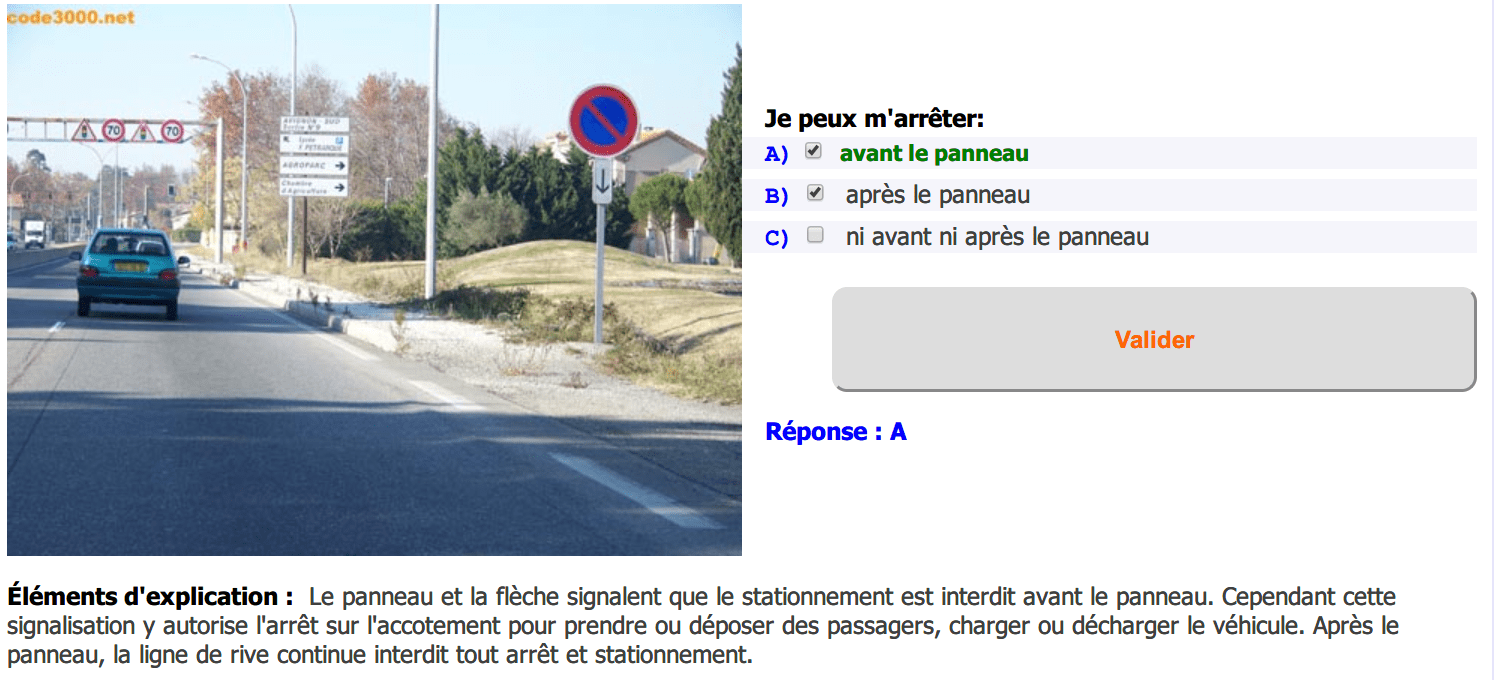 code3000.net
70
70
AVIGNON - SUD
Lycée P
F. PETRARQUE
AGROPARC
Chambre
d'Agriculture
Je peux m'arrêter:
A) avant le panneau
B) après le panneau
C) ni avant ni après le panneau
Valider
Réponse : A
Éléments d'explication : Le panneau et la flèche signalent que le stationnement est interdit avant le panneau. Cependant cette
signalisation y autorise l'arrêt sur l'accotement pour prendre ou déposer des passagers, charger ou décharger le véhicule. Après le
panneau, la ligne de rive continue interdit tout arrêt et stationnement.